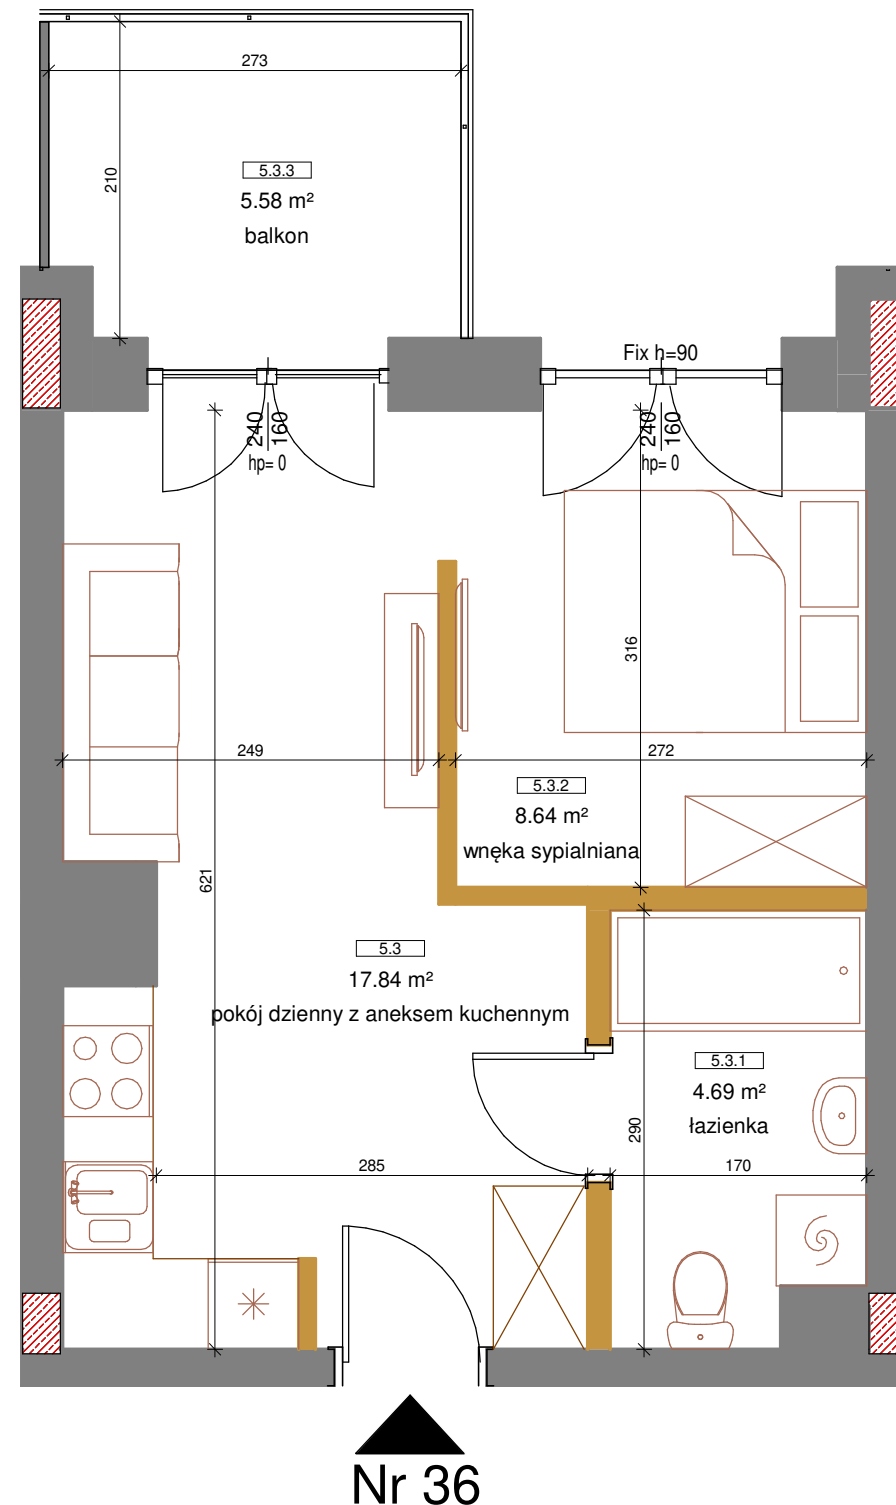 273
210
5.3.3
5.58 m²
balkon
Fix h=90
240
160
hp= 0
240
160
hp= 0
316
249
272
5.3.2
8.64 m²
wnęka sypialniana
621
5.3
17.84 m²
pokój dzienny z aneksem kuchennym
5.3.1
4.69 m²
łazienka
290
285
170
Nr 36